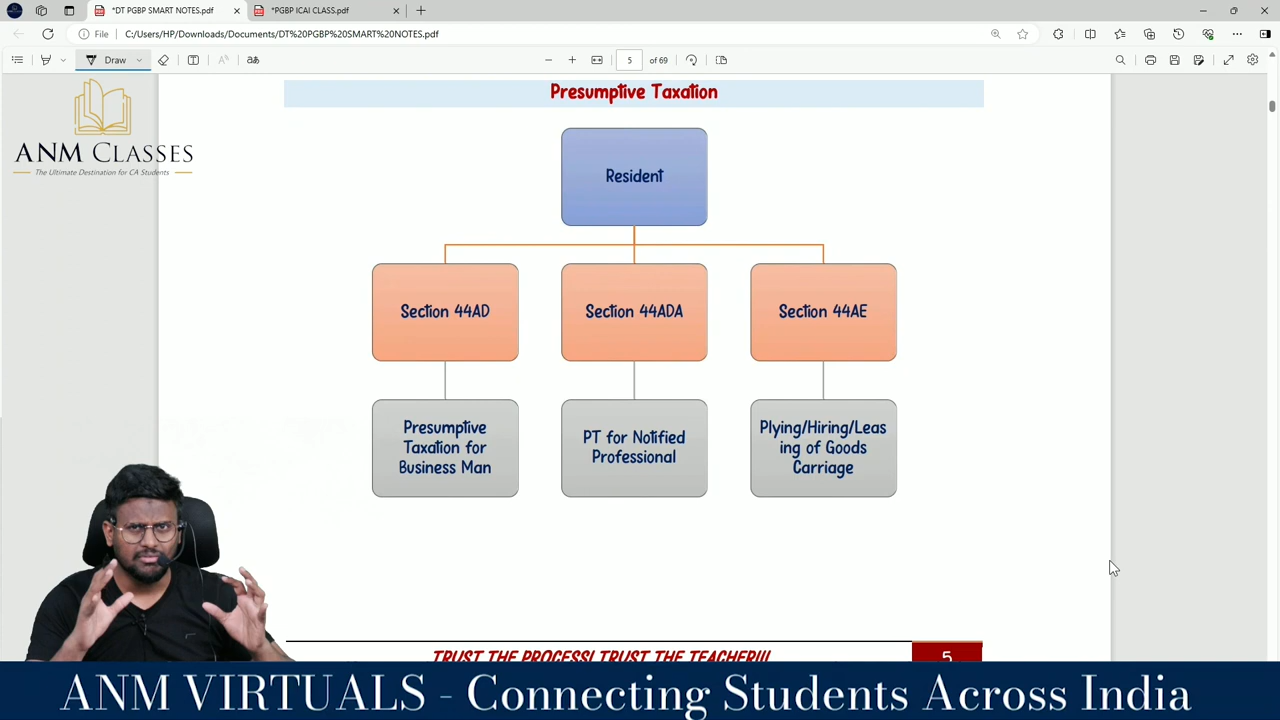 *DT PGBP SMART NOTES.pdf
*PGBP ICAI CLASS.pdf
File
C:/Users/HP/Downloads/Documents/DT%20PGBP%20SMART%20NOTES.pdf
Draw
5 of 69
Presumptive Taxation
ANM CLASSES
The Ultimate Destination for CA Students
Resident
Section 44AD
Section 44ADA
Section 44AE
Presumptive
Taxation for
Business Man
PT for Notified
Professional
Plying/Hiring/Leas
ing of Goods
Carriage
TRUST THE PROCESS! TRUST THE TEACHER!!!
5
ANM VIRTUALS - Connecting Students Across India